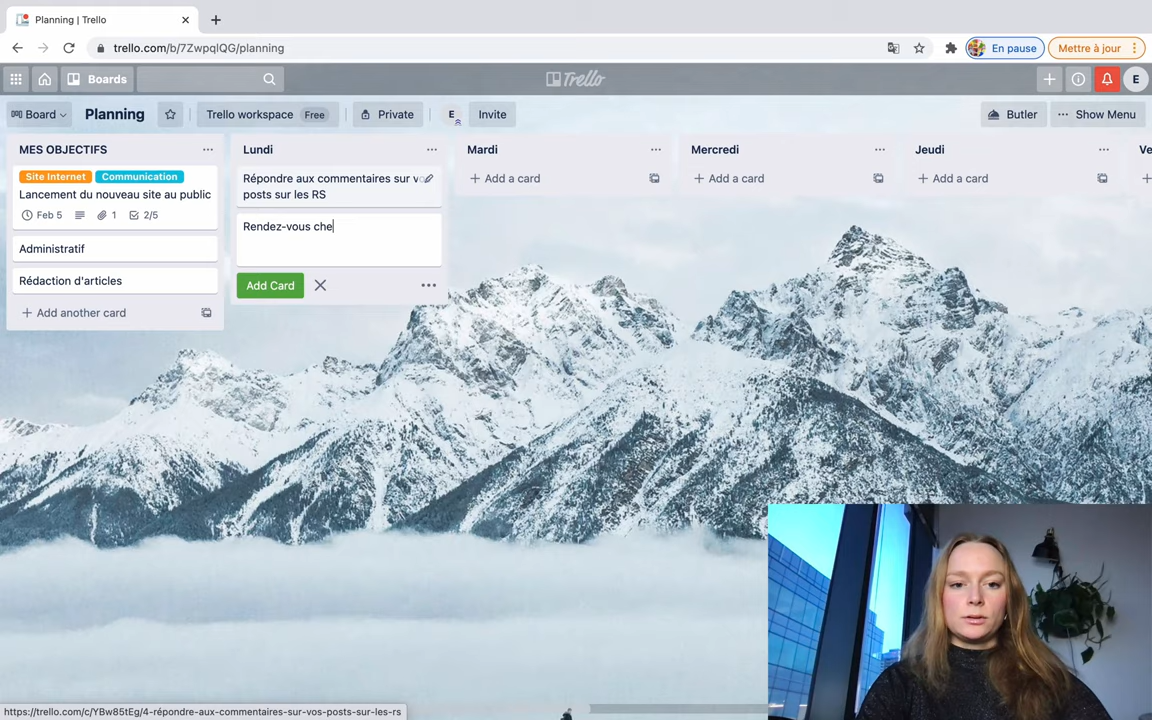 Planning | Trello
trello.com/b/7ZwpqlQG/planning
En pause
Mettre à jour
Boards
Trello
E
Board
Planning
Trello workspace Free
Private
E
Invite
Butler
Show Menu
MES OBJECTIFS
Site Internet Communication
Lancement du nouveau site au public
Feb 5 1 2/5
Administratif
Rédaction d'articles
+ Add another card
Lundi
Répondre aux commentaires sur
posts sur les RS
Rendez-vous che
Add Card
Mardi
+ Add a card
Mercredi
+ Add a card
Jeudi
+ Add a card
Ve
https://trello.com/c/YBw85tEg/4-répondre-aux-commentaires-sur-vos-posts-sur-les-rs